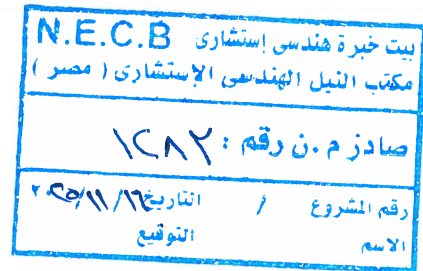 بيت خبرة هندسى إستشارى N.E.C.B
مكتب النيل الهندسى الإستشارى ( مصر )
صادر م .ن رقم : ١٢٨٢
رقم المشروع / التاريخ ١٦/ ١١/ ٢٠٢٥
الاسم التوقيع